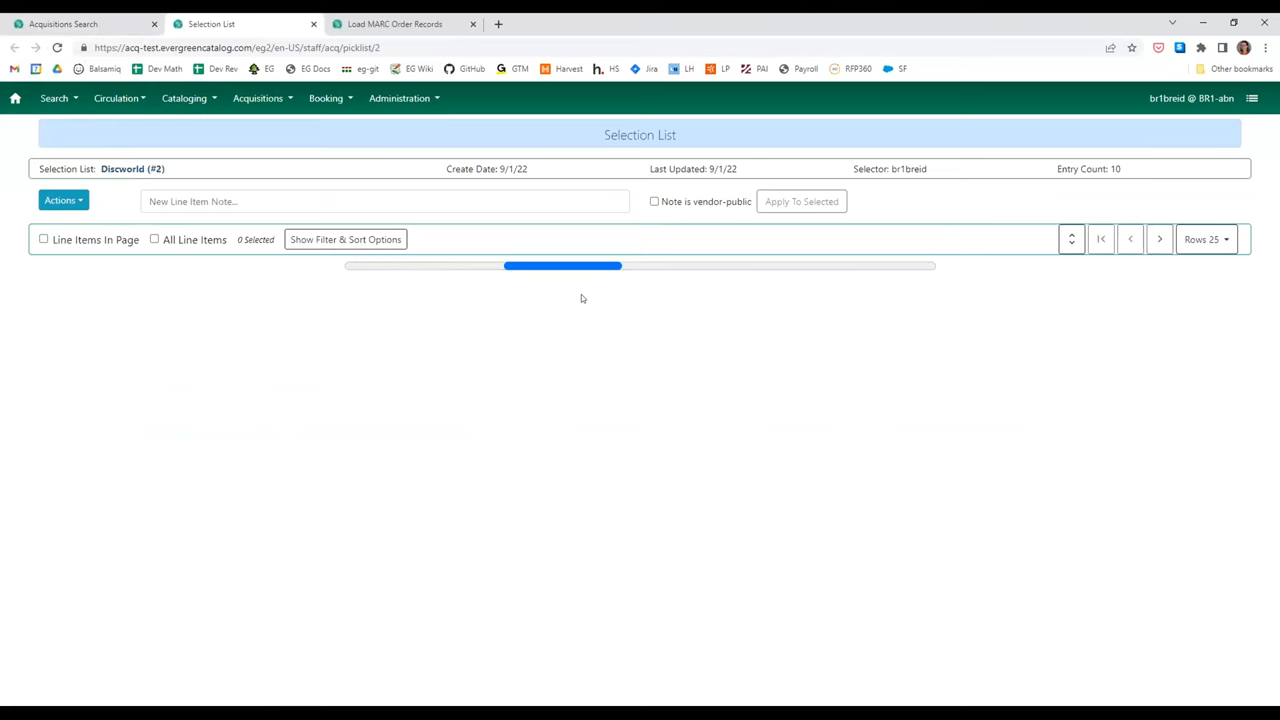 Acquisitions Search
Selection List
Load MARC Order Records
https://acq-test.evergreencatalog.com/eg2/en-US/staff/acq/picklist/2
Balsamiq Dev Math Dev Rev EG EG Docs eg-git EG Wiki GitHub GTM Harvest HS Jira LH LP PAI Payroll RFP360 SF Other bookmarks
Search Circulation Cataloging Acquisitions Booking Administration br1breid @ BR1-abn
Selection List
Selection List: Discworld (#2) Create Date: 9/1/22 Last Updated: 9/1/22 Selector: br1breid Entry Count: 10
Actions New Line Item Note... Note is vendor-public Apply To Selected
Line Items In Page All Line Items 0 Selected Show Filter & Sort Options Rows 25